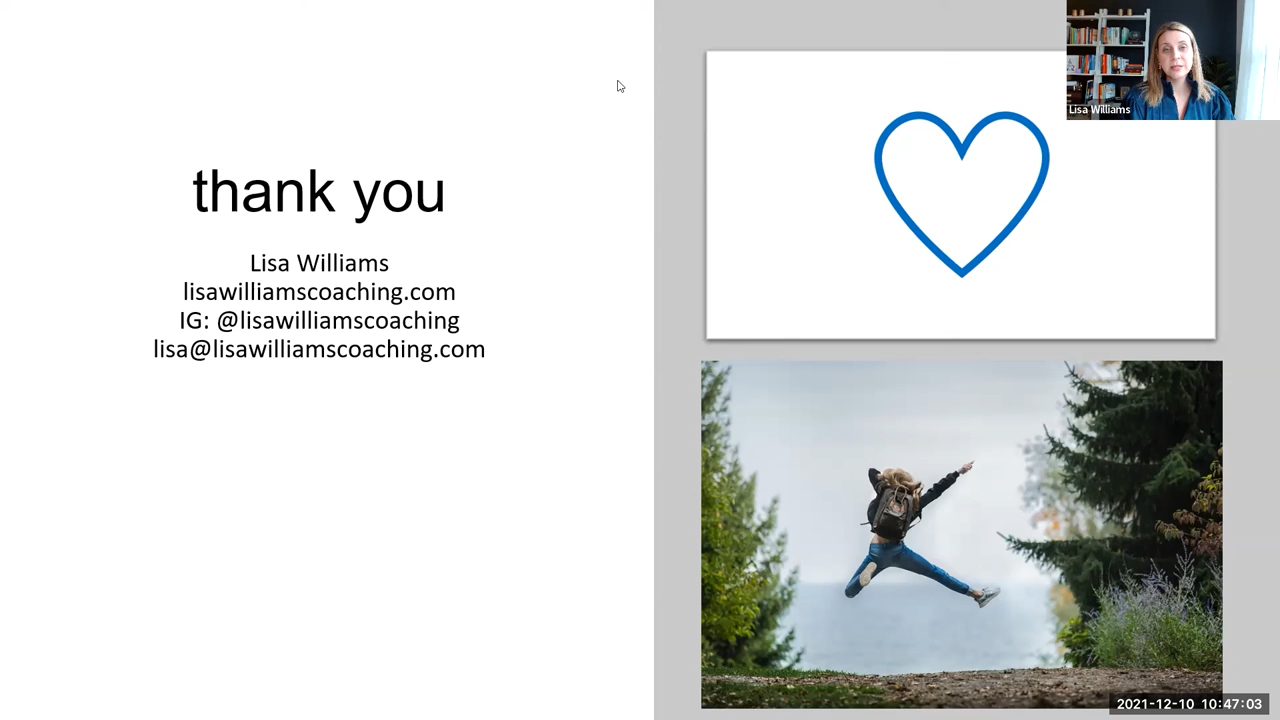 thank you
Lisa Williams
lisawilliamscoaching.com
IG: @lisawilliamscoaching
lisa@lisawilliamscoaching.com
Lisa Williams
2021-12-10 10:47:03